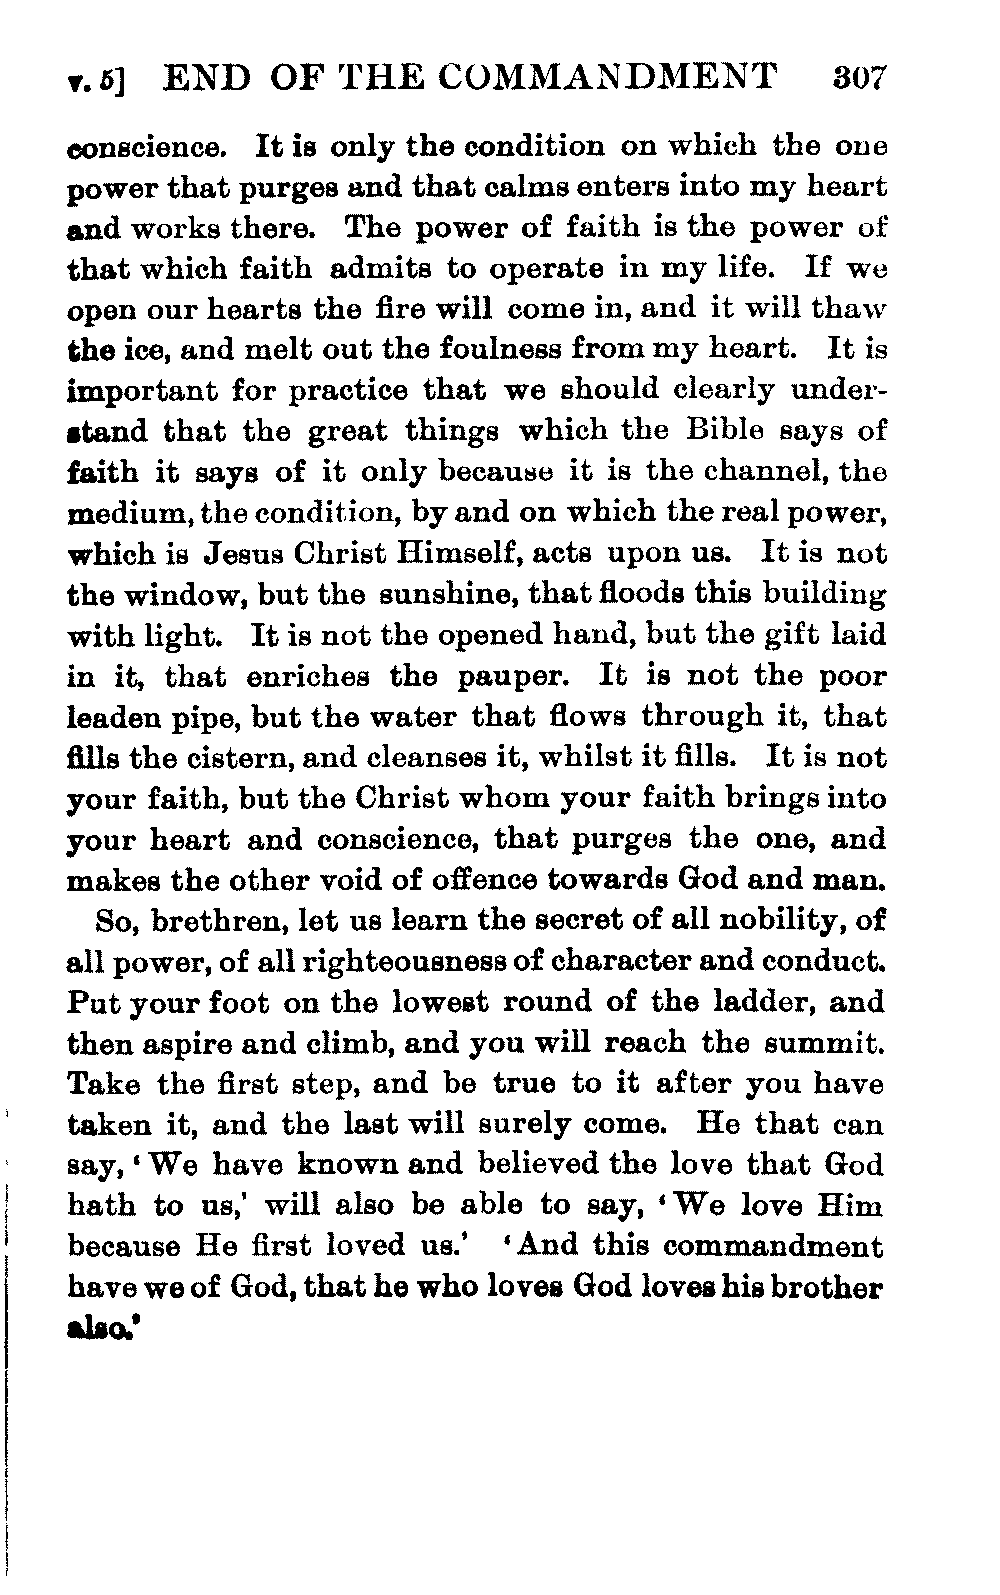 v. 5] END OF THE COMMANDMENT 307
conscience. It is only the condition on which the one
power that purges and that calms enters into my heart
and works there. The power of faith is the power of
that which faith admits to operate in my life. If we
open our hearts the fire will come in, and it will thaw
the ice, and melt out the foulness from my heart. It is
important for practice that we should clearly under-
stand that the great things which the Bible says of
faith it says of it only because it is the channel, the
medium, the condition, by and on which the real power,
which is Jesus Christ Himself, acts upon us. It is not
the window, but the sunshine, that floods this building
with light. It is not the opened hand, but the gift laid
in it, that enriches the pauper. It is not the poor
leaden pipe, but the water that flows through it, that
fills the cistern, and cleanses it, whilst it fills. It is not
your faith, but the Christ whom your faith brings into
your heart and conscience, that purges the one, and
makes the other void of offence towards God and man.
So, brethren, let us learn the secret of all nobility, of
all power, of all righteousness of character and conduct.
Put your foot on the lowest round of the ladder, and
then aspire and climb, and you will reach the summit.
Take the first step, and be true to it after you have
taken it, and the last will surely come. He that can
say, ‘We have known and believed the love that God
hath to us,’ will also be able to say, ‘We love Him
because He first loved us.’ ‘And this commandment
have we of God, that he who loves God loves his brother
also.’